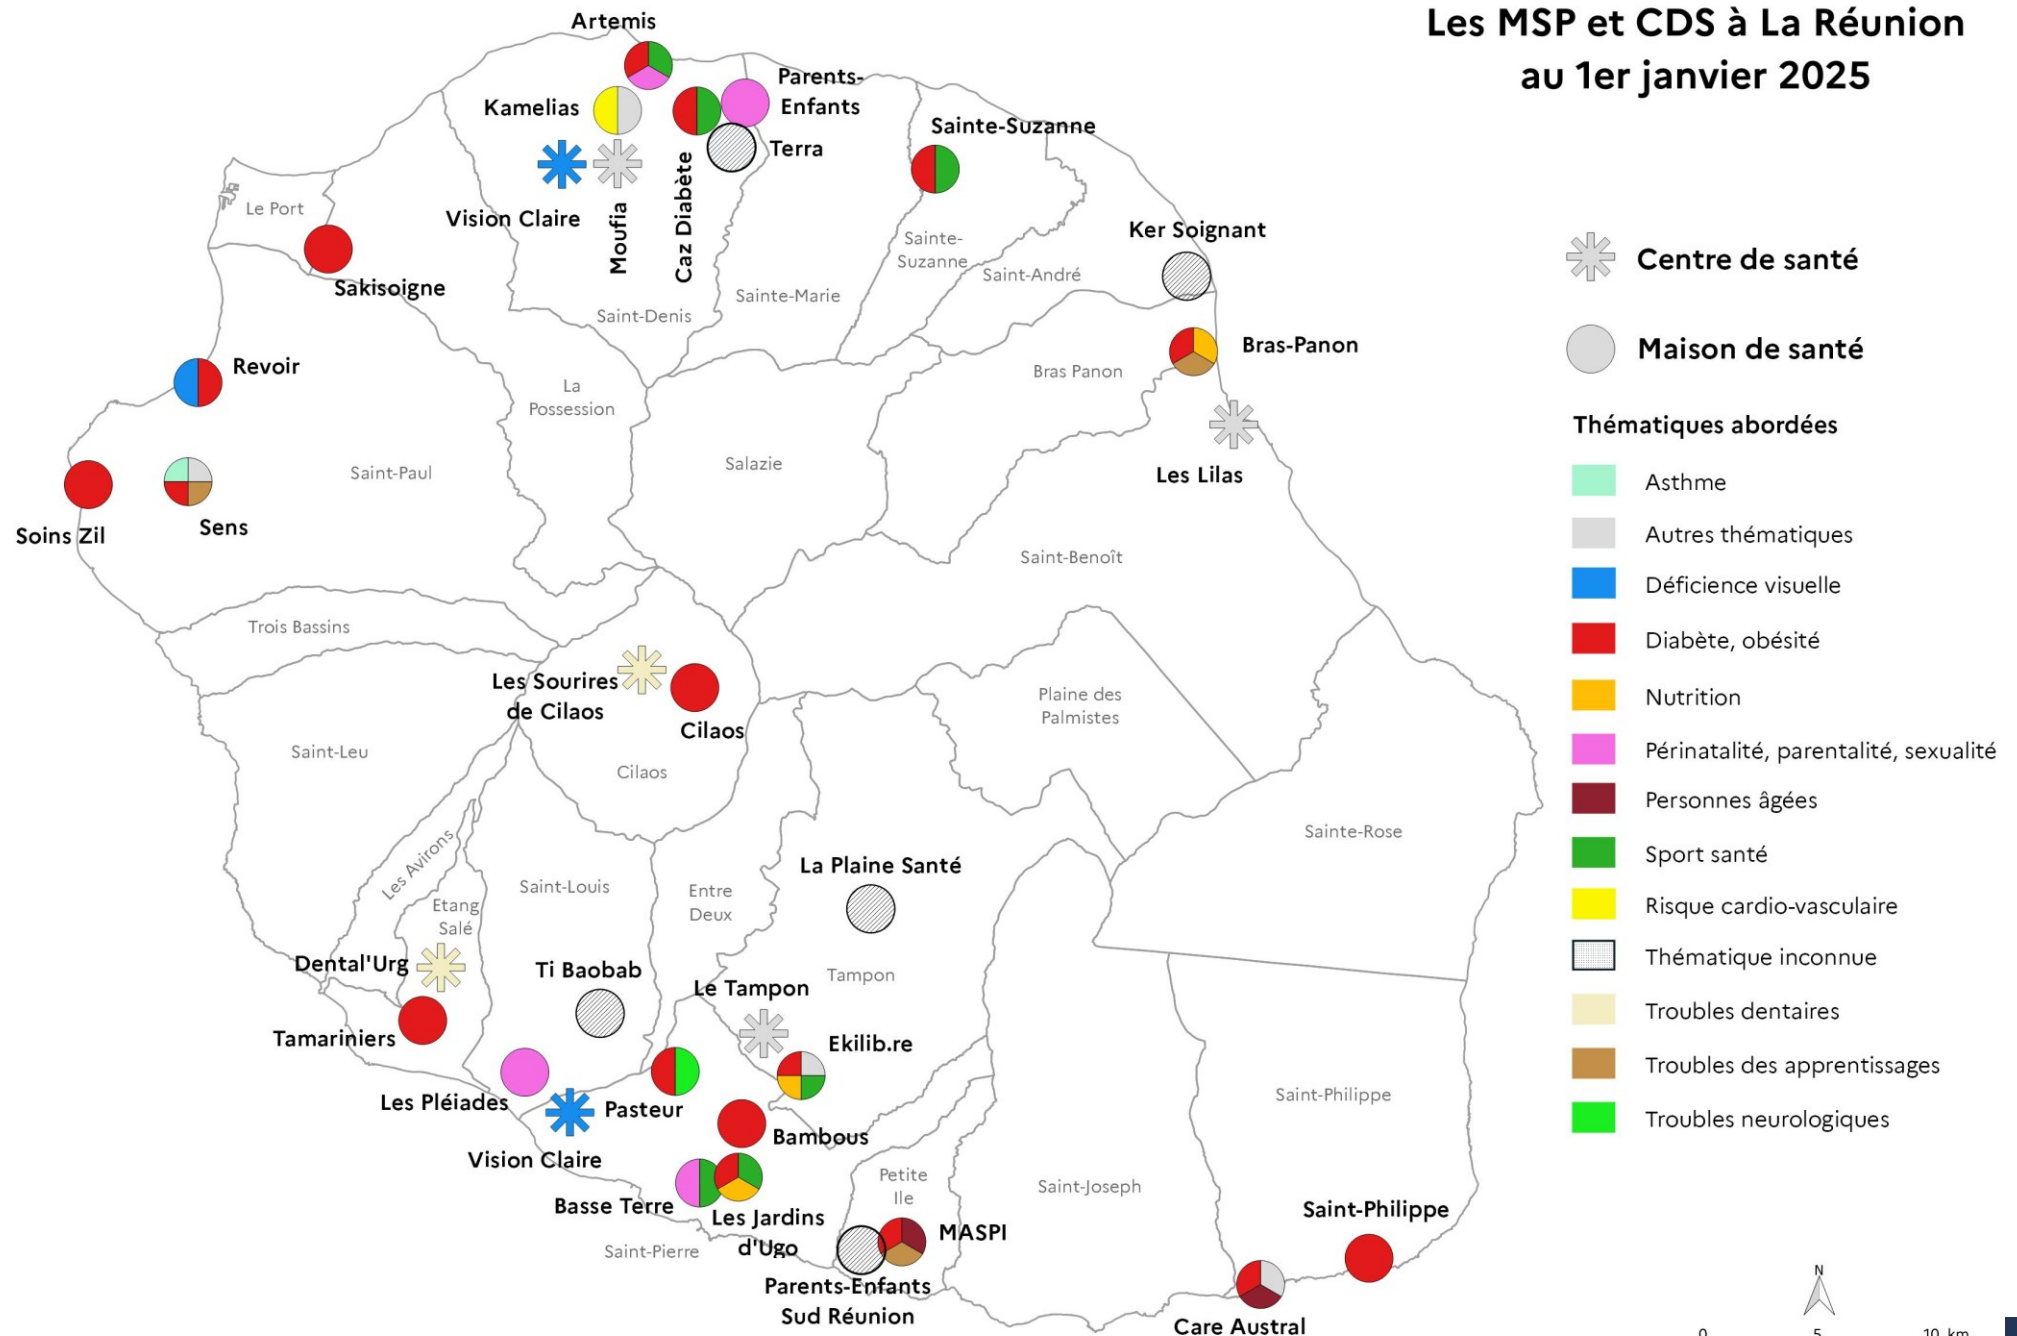 Les MSP et CDS à La Réunion
au 1er janvier 2025
Artemis
Parents-
Enfants
Kamelias
Terra
Sainte-Suzanne
Vision Claire
Moufia
Caz Diabète
Le Port
Sakisoigne
Sainte-
Suzanne
Ker Soignant
Saint-André
Sainte-Marie
Saint-Denis
Centre de santé
Maison de santé
Revoir
La
Possession
Bras Panon
Bras-Panon
Saint-Paul
Salazie
Les Lilas
Soins Zil
Sens
Saint-Benoît
Trois Bassins
Les Sourires
de Cilaos
Cilaos
Cilaos
Plaine des
Palmistes
Saint-Leu
Sainte-Rose
Les Avirons
Etang
Salé
Saint-Louis
Entre
Deux
La Plaine Santé
Tampon
Dental'Urg
Ti Baobab
Le Tampon
Tamariniers
Ekilib.re
Les Pléiades
Pasteur
Bambous
Vision Claire
Basse Terre
Les Jardins
d'Ugo
Saint-Pierre
Petite
Ile
MASPI
Parents-Enfants
Sud Réunion
Saint-Joseph
Saint-Philippe
Saint-Philippe
Care Austral
Thématiques abordées
Asthme
Autres thématiques
Déficience visuelle
Diabète, obésité
Nutrition
Périnatalité, parentalité, sexualité
Personnes âgées
Sport santé
Risque cardio-vasculaire
Thématique inconnue
Troubles dentaires
Troubles des apprentissages
Troubles neurologiques
N
0 5 10 km